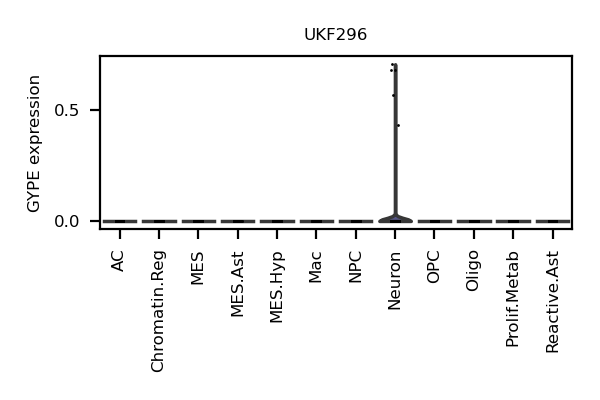 UKF296
GYPE expression
0.5
0.0
AC
Chromatin.Reg
MES
MES.Ast
MES.Hyp
Mac
NPC
Neuron
OPC
Oligo
Prolif.Metab
Reactive.Ast